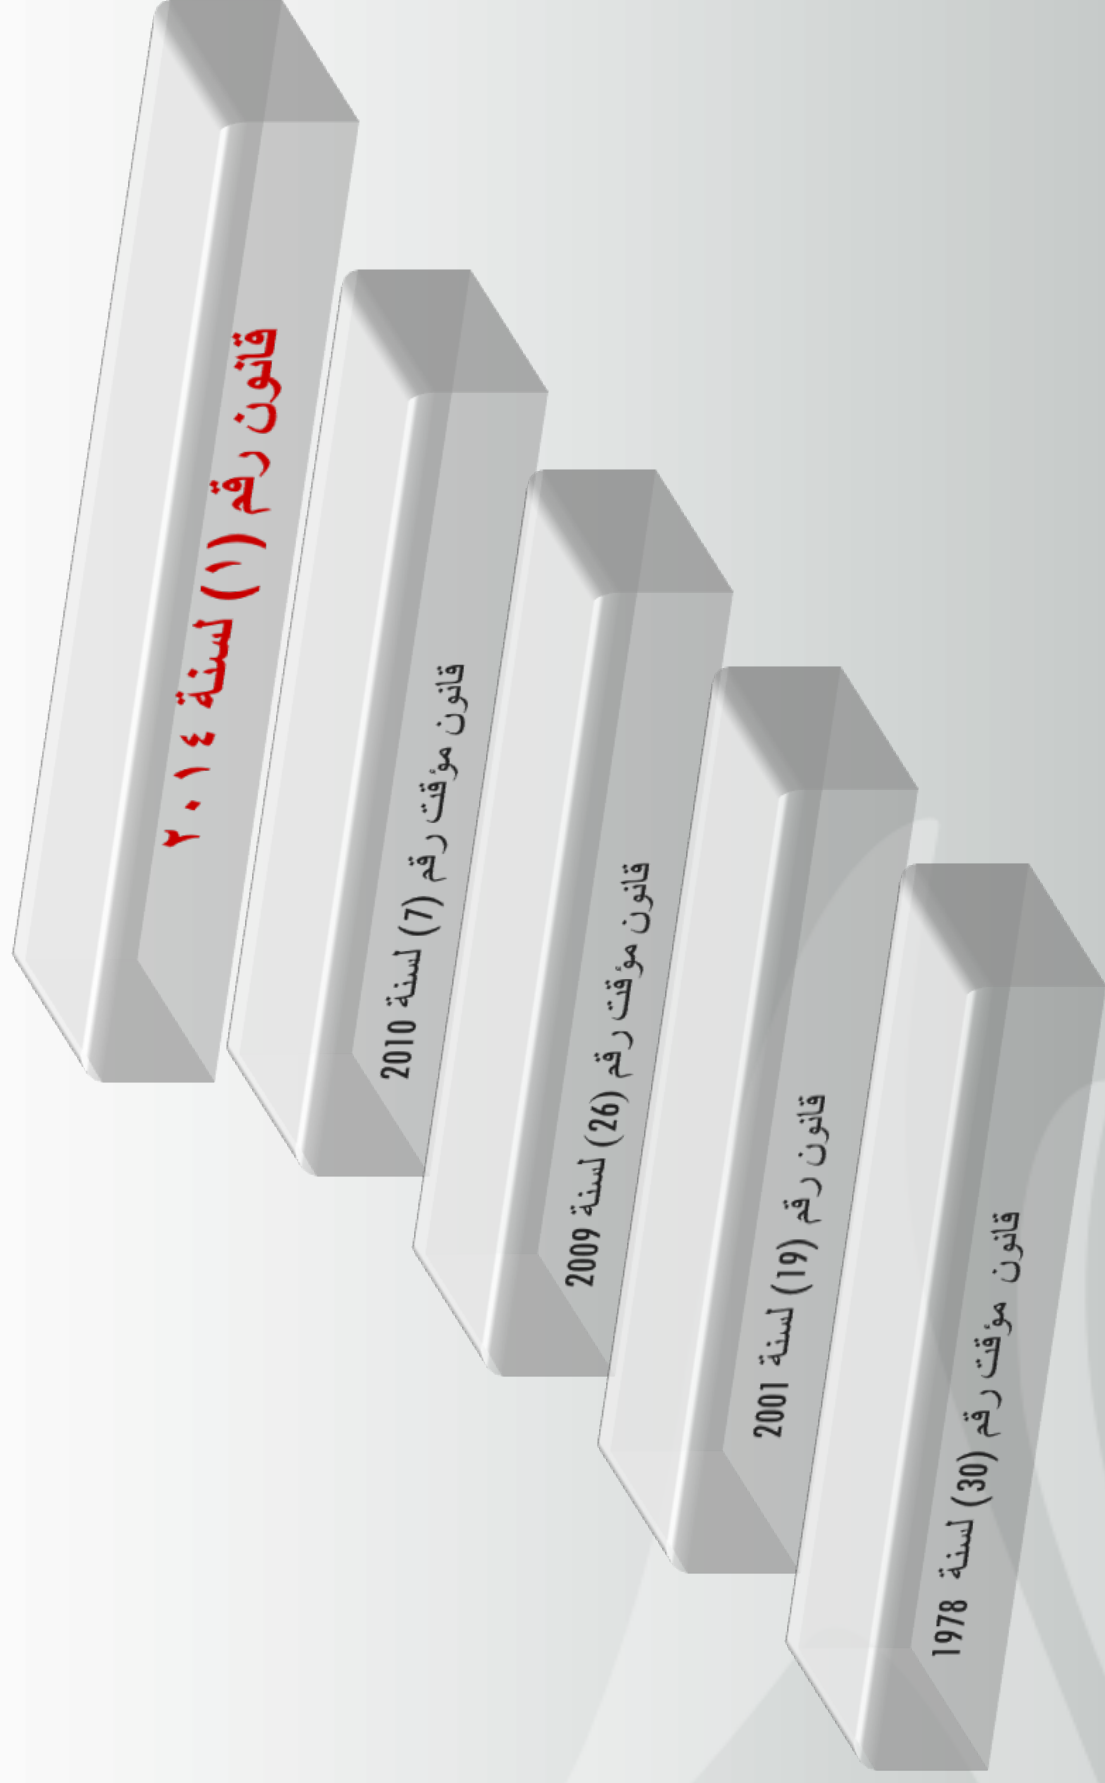 قانون رقم (١) لسنة ٢٠١٤
قانون مؤقت رقم (7) لسنة 2010
قانون مؤقت رقم (26) لسنة 2009
قانون رقم (19) لسنة 2001
قانون مؤقت رقم (30) لسنة 1978